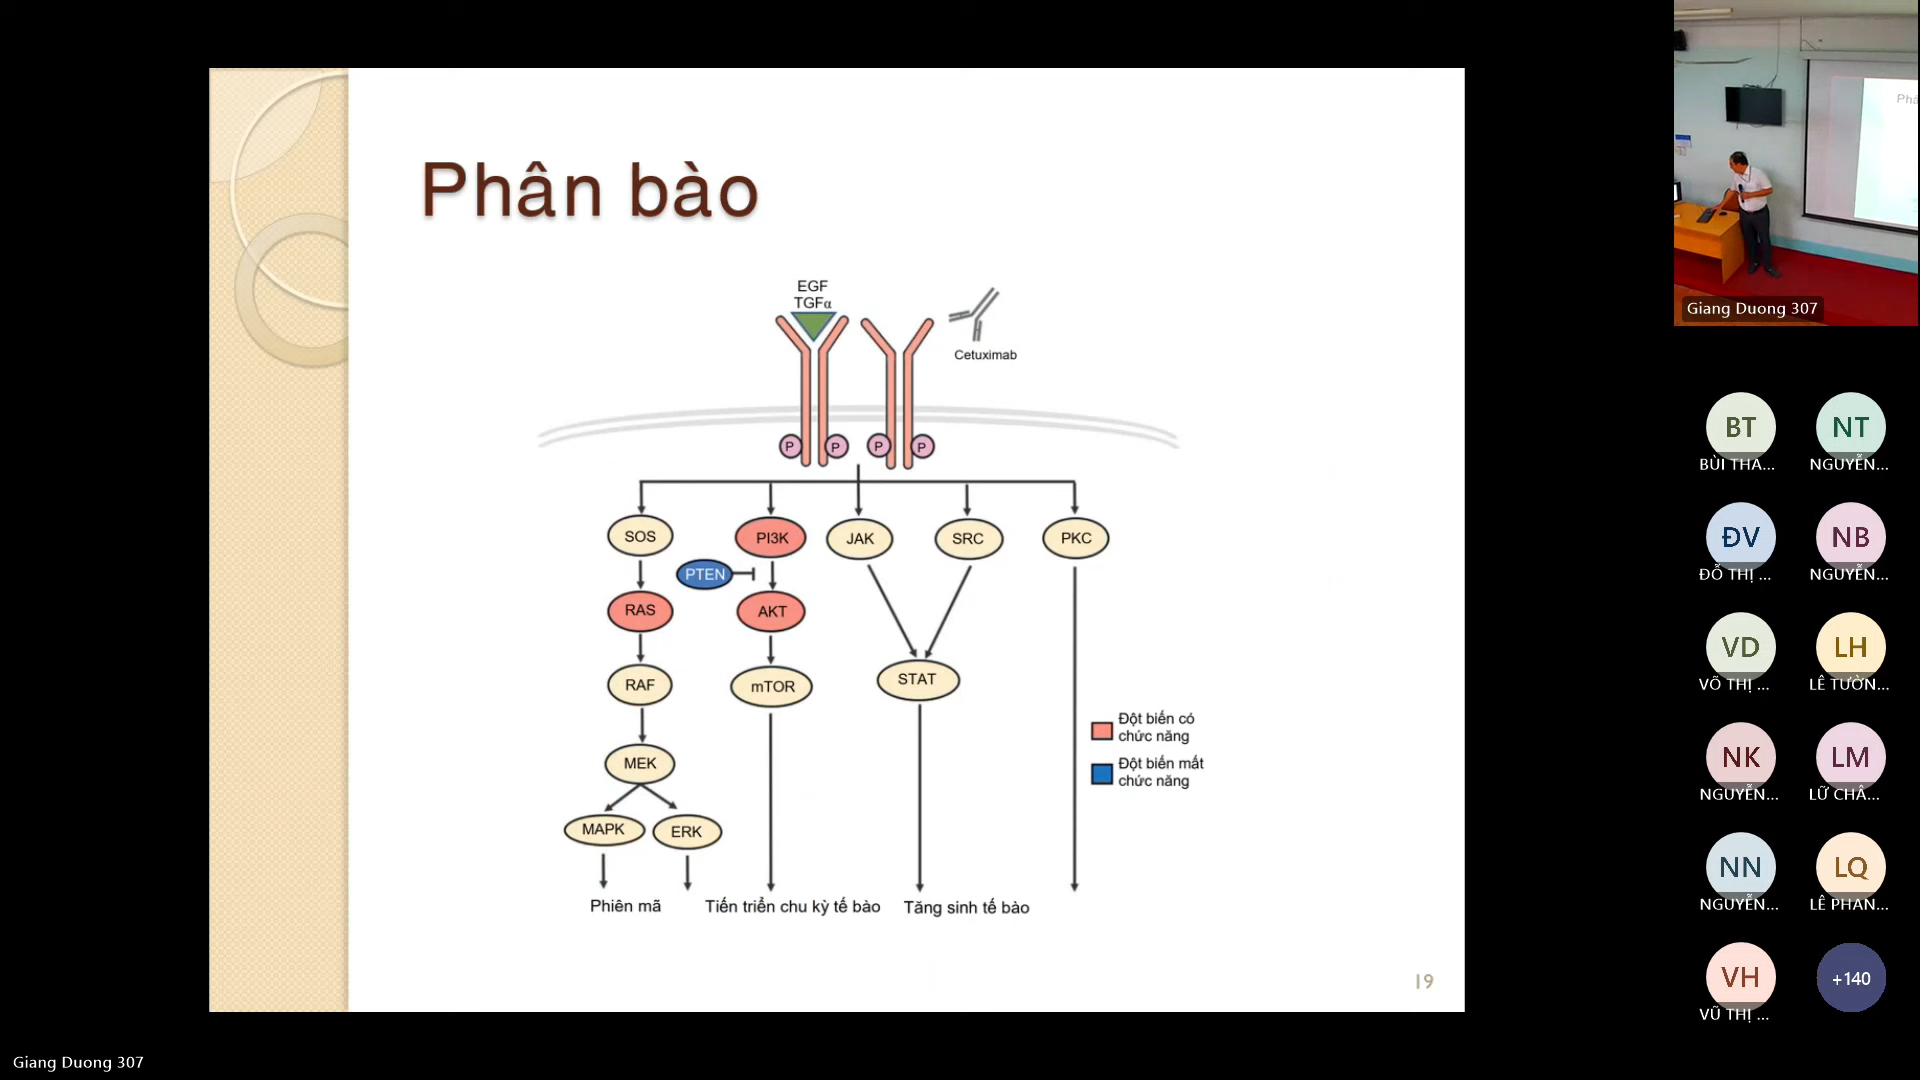 Phân bào
EGF
TGFα
Cetuximab
P
P
P
P
SOS
PI3K
JAK
SRC
PKC
PTEN
RAS
AKT
RAF
mTOR
STAT
MEK
MAPK
ERK
Đột biến có
chức năng
Đột biến mất
chức năng
Phiên mã
Tiến triển chu kỳ tế bào
Tăng sinh tế bào
19
Giang Duong 307
BT
BÙI THA...
NT
NGUYỄN...
ĐV
ĐỖ THỊ ...
NB
NGUYỄN...
VD
VÕ THỊ ...
LH
LÊ TƯỜN...
NK
NGUYỄN...
LM
LỮ CHÂ...
NN
NGUYỄN...
LQ
LÊ PHAN...
VH
VŨ THỊ ...
+140
Giang Duong 307